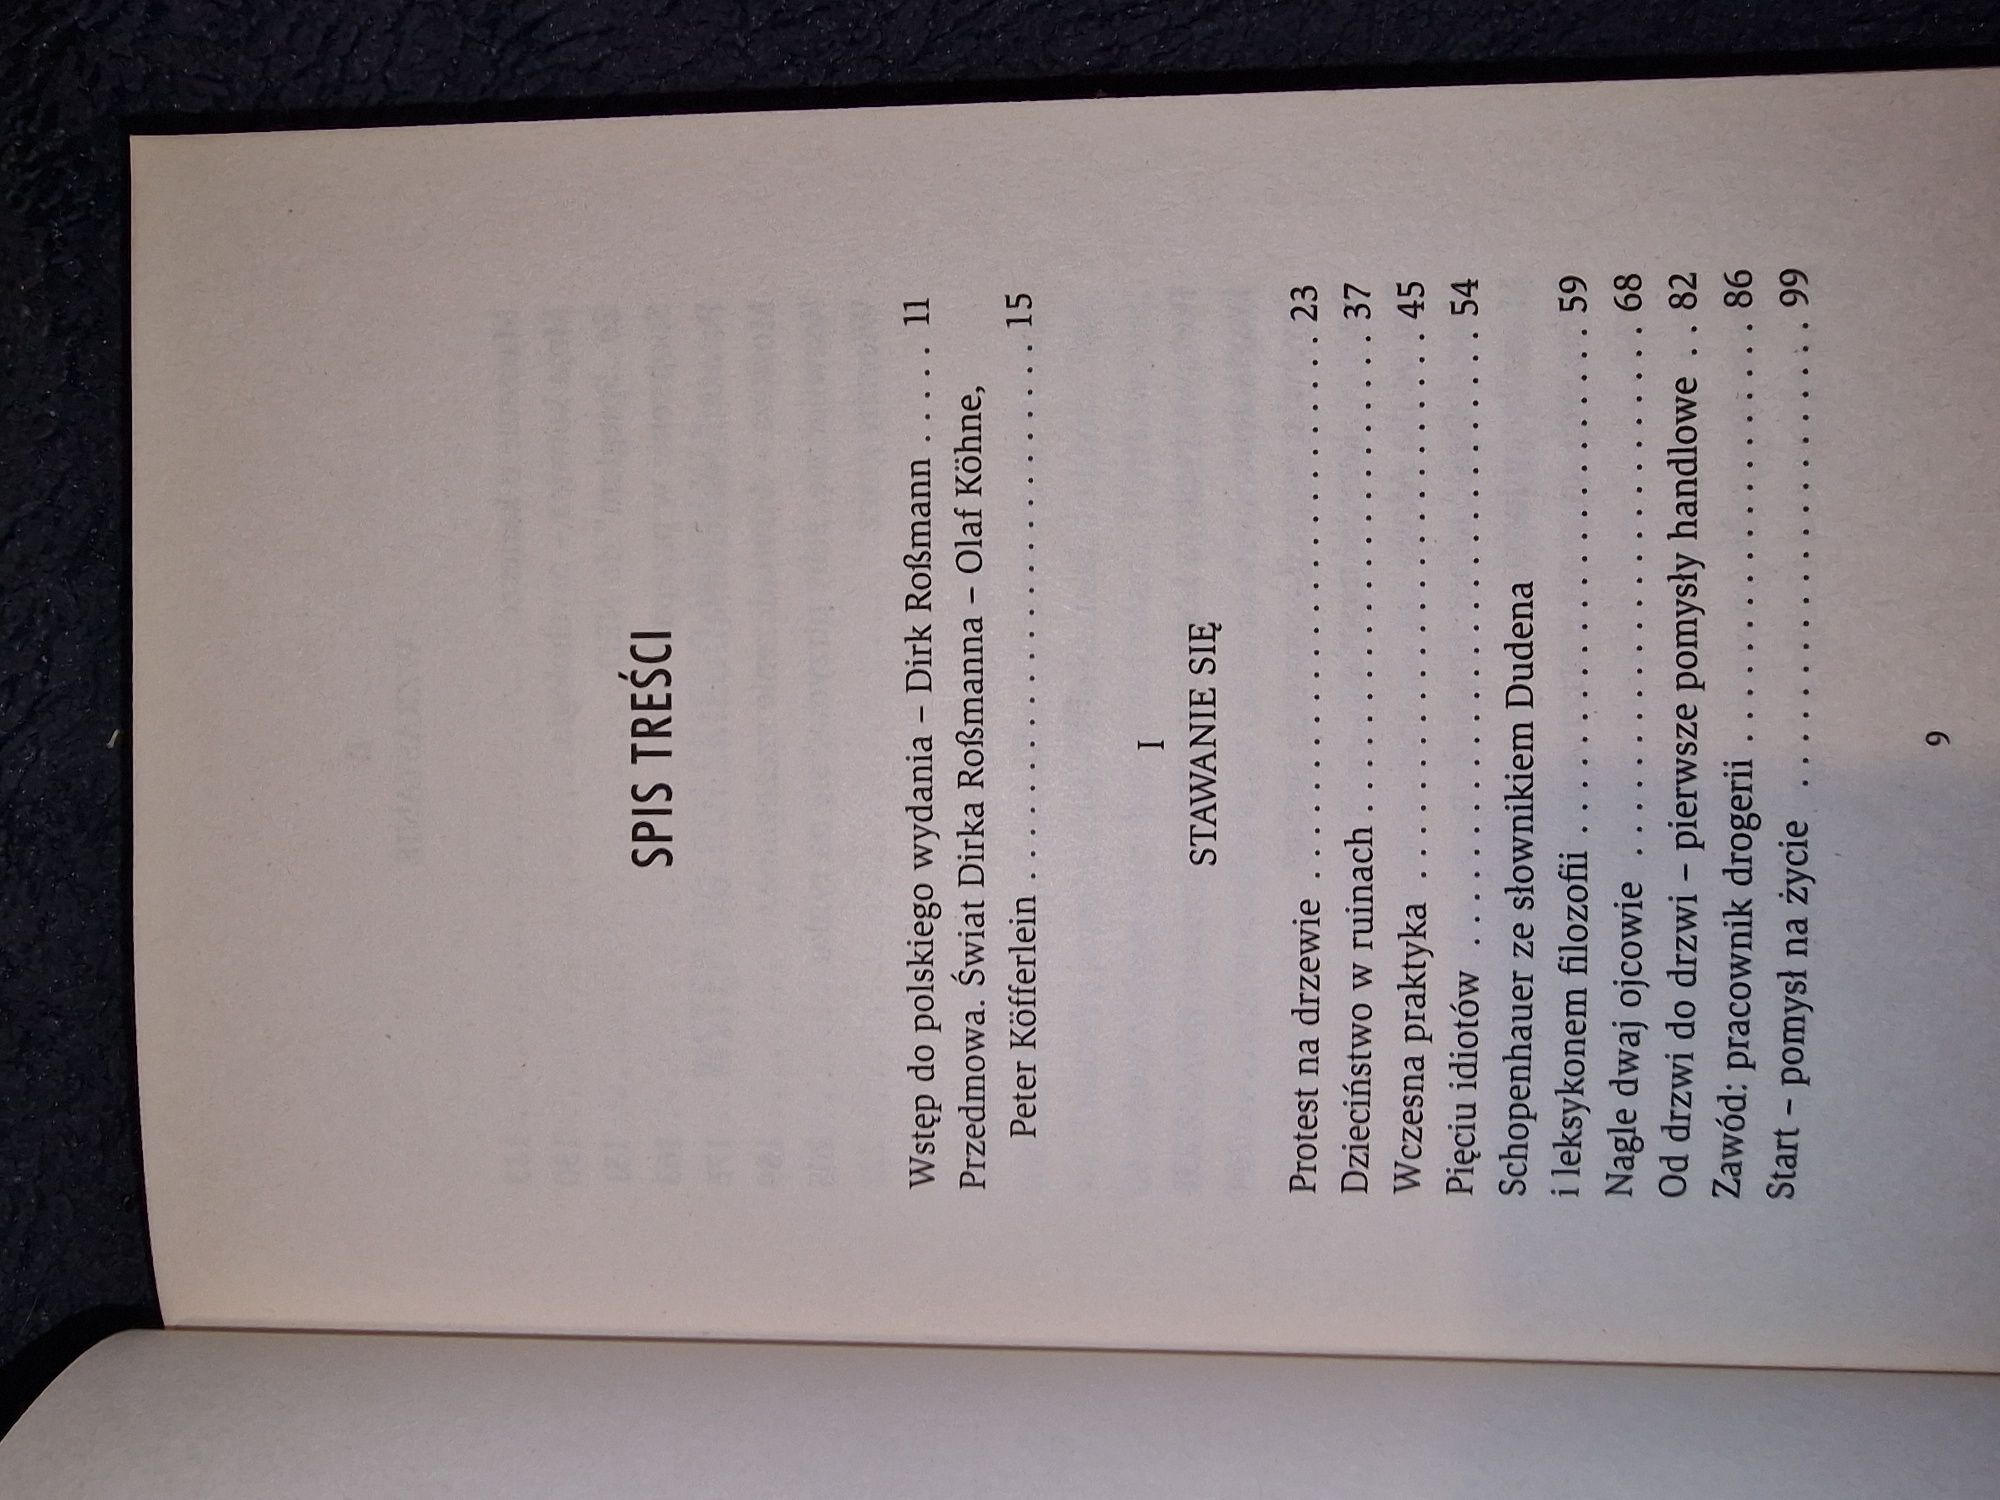 SPIS TREŚCI
Wstęp do polskiego wydania – Dirk Roßmann . . . . . 11
Przedmowa. Świat Dirka Roßmanna – Olaf Köhne,
Peter Köfferlein . . . . . . . . . . . . . . . . . . . . . . . . . . . . . . 15
I
STAWANIE SIĘ
Protest na drzewie . . . . . . . . . . . . . . . . . . . . . . . . . . . . . 23
Dzieciństwo w ruinach . . . . . . . . . . . . . . . . . . . . . . . . . 37
Wczesna praktyka . . . . . . . . . . . . . . . . . . . . . . . . . . . . . 45
Pięciu idiotów . . . . . . . . . . . . . . . . . . . . . . . . . . . . . . . . 54
Schopenhauer ze słownikiem Dudena
i leksykonem filozofii . . . . . . . . . . . . . . . . . . . . . . . . . . 59
Nagle dwaj ojcowie . . . . . . . . . . . . . . . . . . . . . . . . . . . . 68
Od drzwi do drzwi – pierwsze pomysły handlowe . . 82
Zawód: pracownik drogerii . . . . . . . . . . . . . . . . . . . . . 86
Start – pomysł na życie . . . . . . . . . . . . . . . . . . . . . . . . 99
9